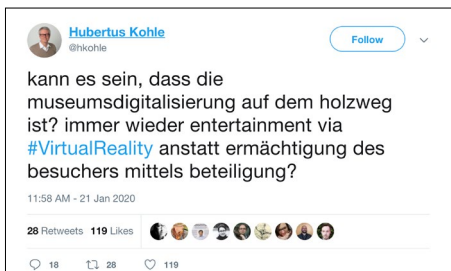 Hubertus Kohle
@hkohle
Follow
kann es sein, dass die
museumsdigitalisierung auf dem holzweg
ist? immer wieder entertainment via
#VirtualReality anstatt ermächtigung des
besuchers mittels beteiligung?
11:58 AM - 21 Jan 2020
28 Retweets 119 Likes
18 28 119